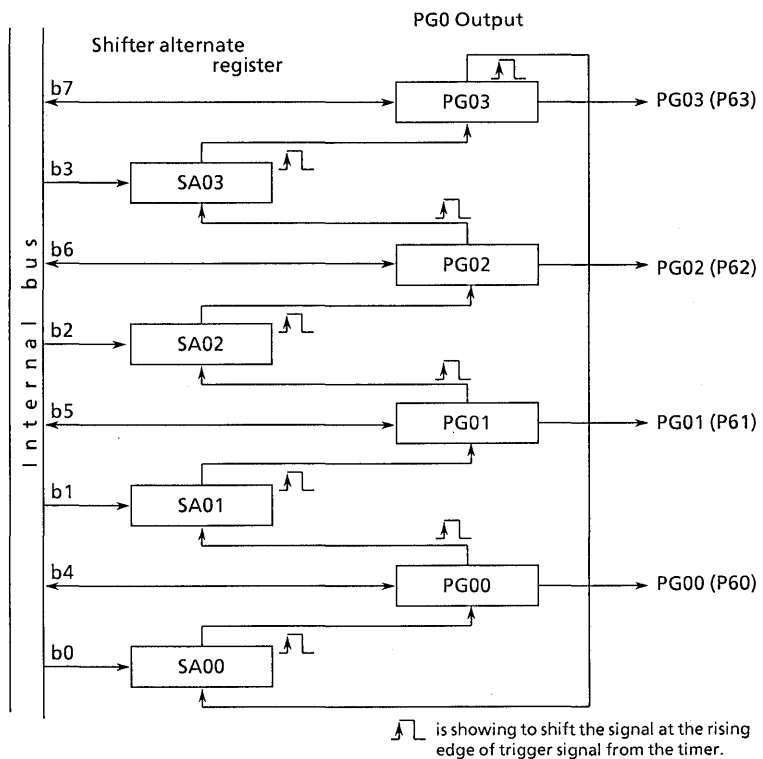 PG0 Output
Shifter alternate
register
b7
PG03
PG03 (P63)
b3
SA03
b6
PG02
PG02 (P62)
b2
SA02
b5
PG01
PG01 (P61)
b1
SA01
b4
PG00
PG00 (P60)
b0
SA00
Internal bus
is showing to shift the signal at the rising
edge of trigger signal from the timer.